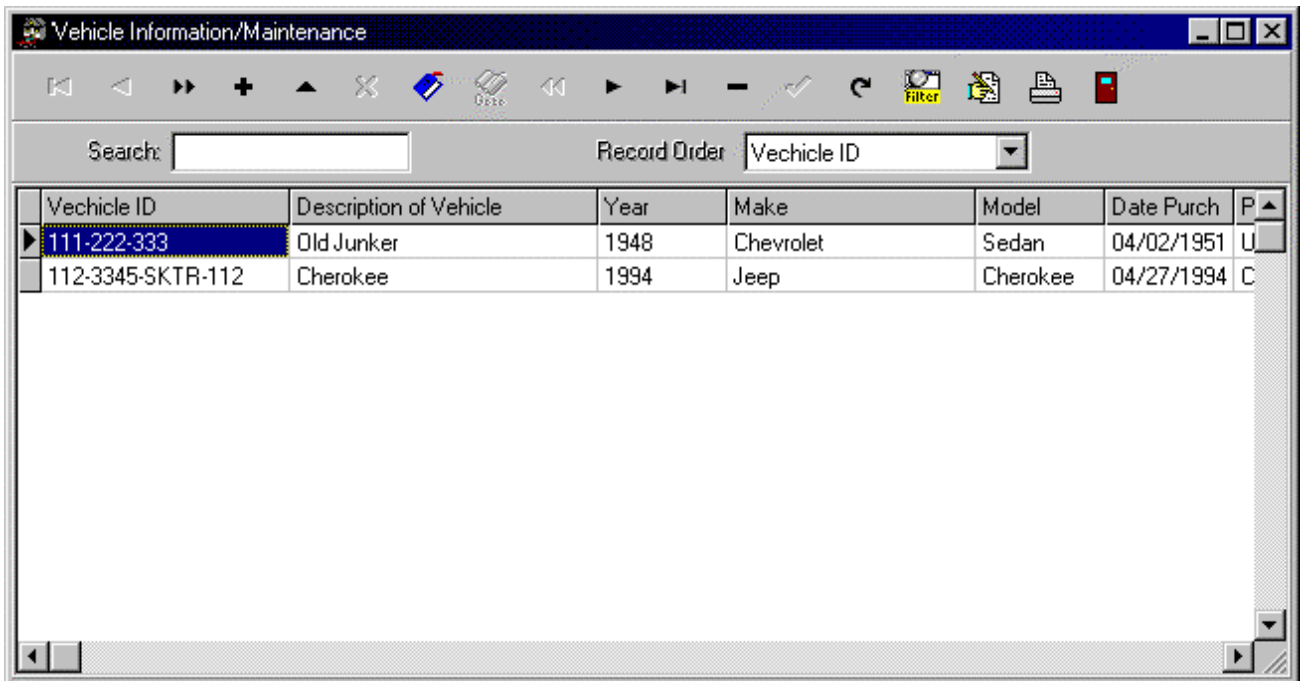 Vehicle Information/Maintenance
Goto Filter
Search: Record Order Vechicle ID
Vechicle ID Description of Vehicle Year Make Model Date Purch P
111-222-333 Old Junker 1948 Chevrolet Sedan 04/02/1951 U
112-3345-SKTR-112 Cherokee 1994 Jeep Cherokee 04/27/1994 C